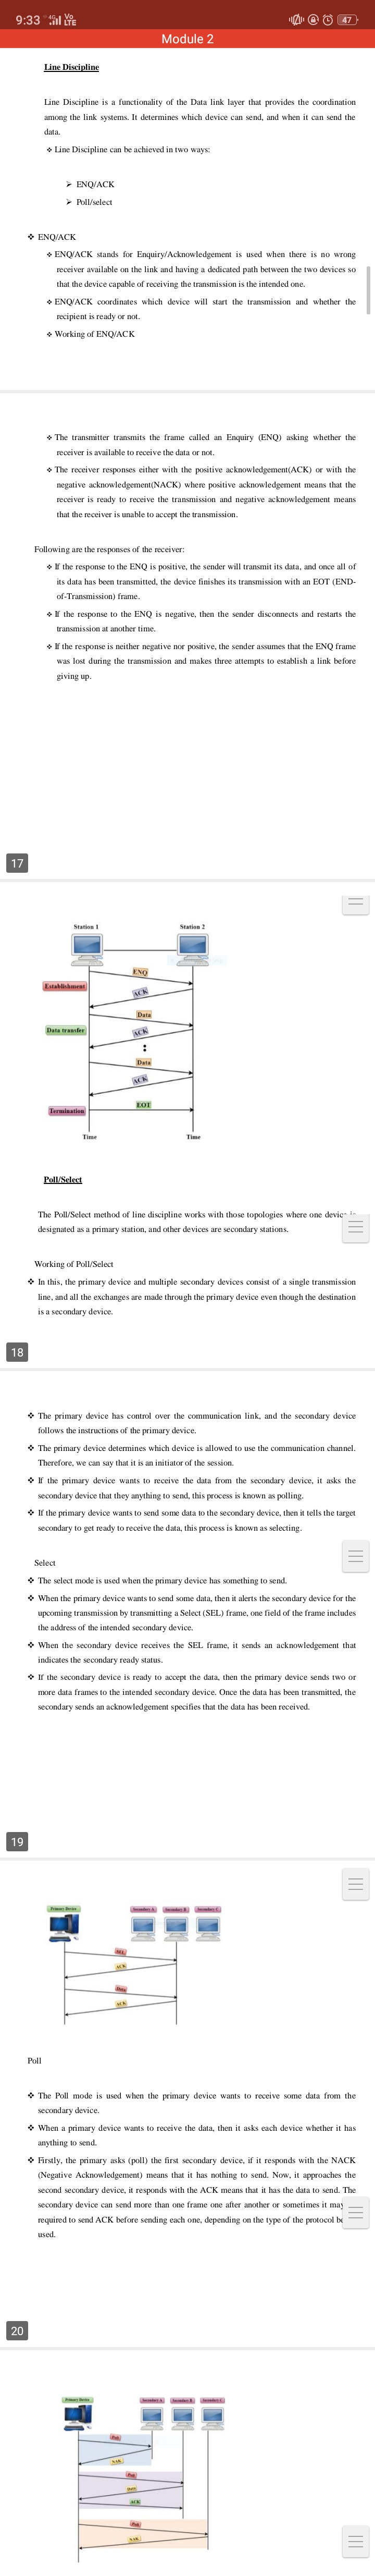 9:33 4G Vo LTE 47
Module 2
Line Discipline
Line Discipline is a functionality of the Data link layer that provides the coordination
among the link systems. It determines which device can send, and when it can send the
data.
❖ Line Discipline can be achieved in two ways:
➢ ENQ/ACK
➢ Poll/select
❖ ENQ/ACK
❖ ENQ/ACK stands for Enquiry/Acknowledgement is used when there is no wrong
receiver available on the link and having a dedicated path between the two devices so
that the device capable of receiving the transmission is the intended one.
❖ ENQ/ACK coordinates which device will start the transmission and whether the
recipient is ready or not.
❖ Working of ENQ/ACK
❖ The transmitter transmits the frame called an Enquiry (ENQ) asking whether the
receiver is available to receive the data or not.
❖ The receiver responses either with the positive acknowledgement(ACK) or with the
negative acknowledgement(NACK) where positive acknowledgement means that the
receiver is ready to receive the transmission and negative acknowledgement means
that the receiver is unable to accept the transmission.
Following are the responses of the receiver:
❖ If the response to the ENQ is positive, the sender will transmit its data, and once all of
its data has been transmitted, the device finishes its transmission with an EOT (END-
of-Transmission) frame.
❖ If the response to the ENQ is negative, then the sender disconnects and restarts the
transmission at another time.
❖ If the response is neither negative nor positive, the sender assumes that the ENQ frame
was lost during the transmission and makes three attempts to establish a link before
giving up.
17
Station 1 Station 2
ENQ
Establishment
ACK
Data
Data transfer
ACK
Data
ACK
EOT
Termination
Time Time
Poll/Select
The Poll/Select method of line discipline works with those topologies where one device is
designated as a primary station, and other devices are secondary stations.
Working of Poll/Select
❖ In this, the primary device and multiple secondary devices consist of a single transmission
line, and all the exchanges are made through the primary device even though the destination
is a secondary device.
18
❖ The primary device has control over the communication link, and the secondary device
follows the instructions of the primary device.
❖ The primary device determines which device is allowed to use the communication channel.
Therefore, we can say that it is an initiator of the session.
❖ If the primary device wants to receive the data from the secondary device, it asks the
secondary device that they anything to send, this process is known as polling.
❖ If the primary device wants to send some data to the secondary device, then it tells the target
secondary to get ready to receive the data, this process is known as selecting.
Select
❖ The select mode is used when the primary device has something to send.
❖ When the primary device wants to send some data, then it alerts the secondary device for the
upcoming transmission by transmitting a Select (SEL) frame, one field of the frame includes
the address of the intended secondary device.
❖ When the secondary device receives the SEL frame, it sends an acknowledgement that
indicates the secondary ready status.
❖ If the secondary device is ready to accept the data, then the primary device sends two or
more data frames to the intended secondary device. Once the data has been transmitted, the
secondary sends an acknowledgement specifies that the data has been received.
19
Primary Device Secondary A Secondary B Secondary C
SEL
ACK
Data
ACK
Poll
❖ The Poll mode is used when the primary device wants to receive some data from the
secondary device.
❖ When a primary device wants to receive the data, then it asks each device whether it has
anything to send.
❖ Firstly, the primary asks (poll) the first secondary device, if it responds with the NACK
(Negative Acknowledgement) means that it has nothing to send. Now, it approaches the
second secondary device, it responds with the ACK means that it has the data to send. The
secondary device can send more than one frame one after another or sometimes it may
required to send ACK before sending each one, depending on the type of the protocol be
used.
20
Primary Device Secondary A Secondary B Secondary C
Poll
NAK
Poll
Data
ACK
Poll
NAK